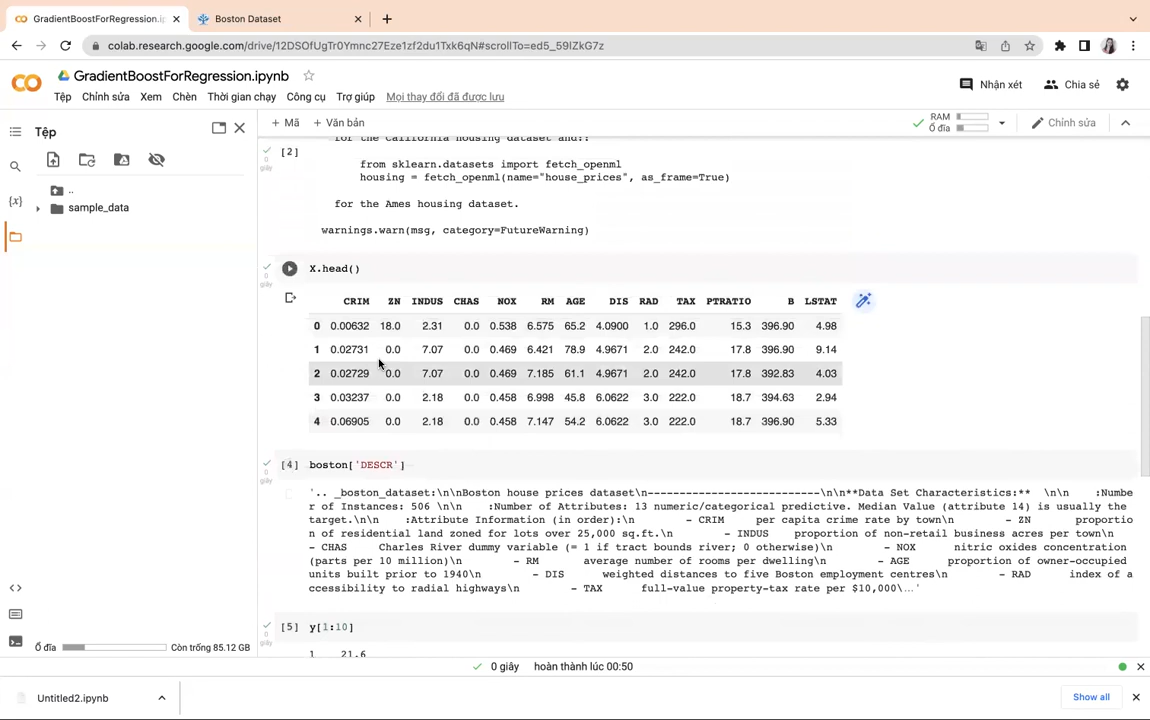 GradientBoostForRegression.i
Boston Dataset
colab.research.google.com/drive/12DSOfUgTr0Ymnc27Eze1zf2du1Txk6qN#scrollTo=ed5_59IZkG7z
GradientBoostForRegression.ipynb
Nhận xét
Chia sẻ
Tệp Chỉnh sửa Xem Chèn Thời gian chạy Công cụ Trợ giúp Mọi thay đổi đã được lưu
Tệp
+ Mã + Văn bản
RAM
Ổ đĩa
Chỉnh sửa
for the California housing dataset and::
[2]
0
giây
from sklearn.datasets import fetch_openml
housing = fetch_openml(name="house_prices", as_frame=True)
..
sample_data
for the Ames housing dataset.
warnings.warn(msg, category=FutureWarning)
X.head()
0
giây
CRIM ZN INDUS CHAS NOX RM AGE DIS RAD TAX PTRATIO B LSTAT
0 0.00632 18.0 2.31 0.0 0.538 6.575 65.2 4.0900 1.0 296.0 15.3 396.90 4.98
1 0.02731 0.0 7.07 0.0 0.469 6.421 78.9 4.9671 2.0 242.0 17.8 396.90 9.14
2 0.02729 0.0 7.07 0.0 0.469 7.185 61.1 4.9671 2.0 242.0 17.8 392.83 4.03
3 0.03237 0.0 2.18 0.0 0.458 6.998 45.8 6.0622 3.0 222.0 18.7 394.63 2.94
4 0.06905 0.0 2.18 0.0 0.458 7.147 54.2 6.0622 3.0 222.0 18.7 396.90 5.33
[4] boston['DESCR']
0
giây
'.. _boston_dataset:\n\nBoston house prices dataset\n---------------------------\n\n**Data Set Characteristics:** \n\n :Numbe
r of Instances: 506 \n\n :Number of Attributes: 13 numeric/categorical predictive. Median Value (attribute 14) is usually the
target.\n\n :Attribute Information (in order):\n - CRIM per capita crime rate by town\n - ZN proportio
n of residential land zoned for lots over 25,000 sq.ft.\n - INDUS proportion of non-retail business acres per town\n
- CHAS Charles River dummy variable (= 1 if tract bounds river; 0 otherwise)\n - NOX nitric oxides concentration
(parts per 10 million)\n - RM average number of rooms per dwelling\n - AGE proportion of owner-occupied
units built prior to 1940\n - DIS weighted distances to five Boston employment centres\n - RAD index of a
ccessibility to radial highways\n - TAX full-value property-tax rate per $10,000\…'
[5] y[1:10]
0
giây
1 21.6
Ổ đĩa Còn trống 85.12 GB
0 giây hoàn thành lúc 00:50
Untitled2.ipynb
Show all